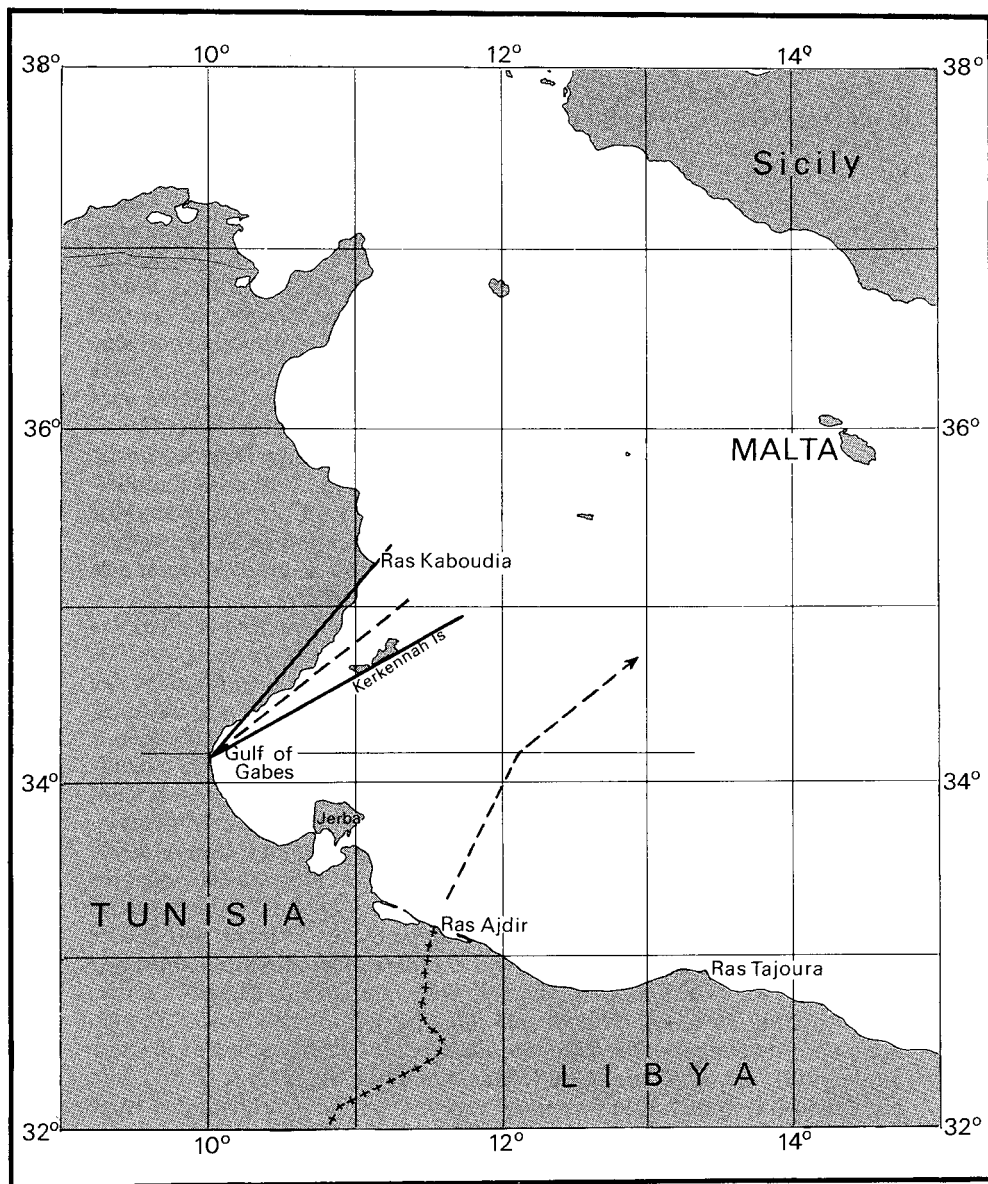 10° 12° 14°
38° 38°
Sicily
36° 36°
MALTA
Ras Kaboudia
Kerkennah Is
Gulf of
Gabes
34° 34°
Jerba
TUNISIA
Ras Ajdir
Ras Tajoura
LIBYA
32° 32°
10° 12° 14°